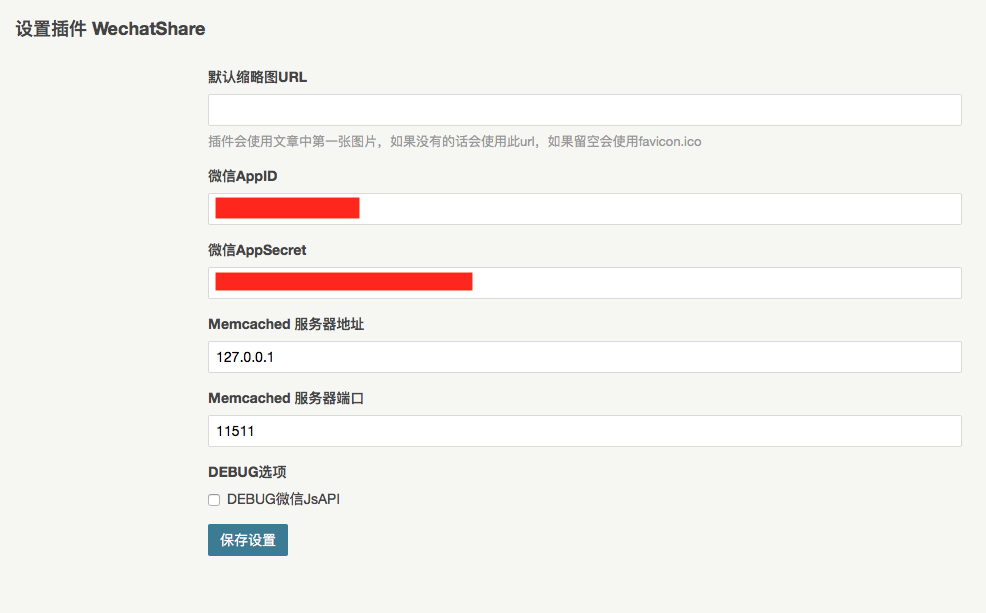 设置插件 WechatShare
默认缩略图URL
插件会使用文章中第一张图片，如果没有的话会使用此url，如果留空会使用favicon.ico
微信AppID
微信AppSecret
Memcached 服务器地址
127.0.0.1
Memcached 服务器端口
11511
DEBUG选项
DEBUG微信JsAPI
保存设置